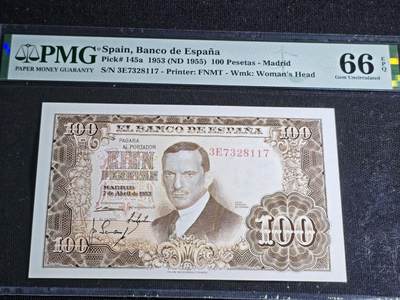 PMG
PAPER MONEY GUARANTY
Spain, Banco de España
Pick# 145a 1953 (ND 1955) 100 Pesetas - Madrid
S/N 3E7328117 - Printer: FNMT - Wmk: Woman's Head
66 EPQ
Gem Uncirculated
100 EL BANCO DE ESPAÑA 100
PAGARÁ
AL PORTADOR
CIEN
PESETAS
3E7328117
MADRID
7 de Abril de 1953
100 100